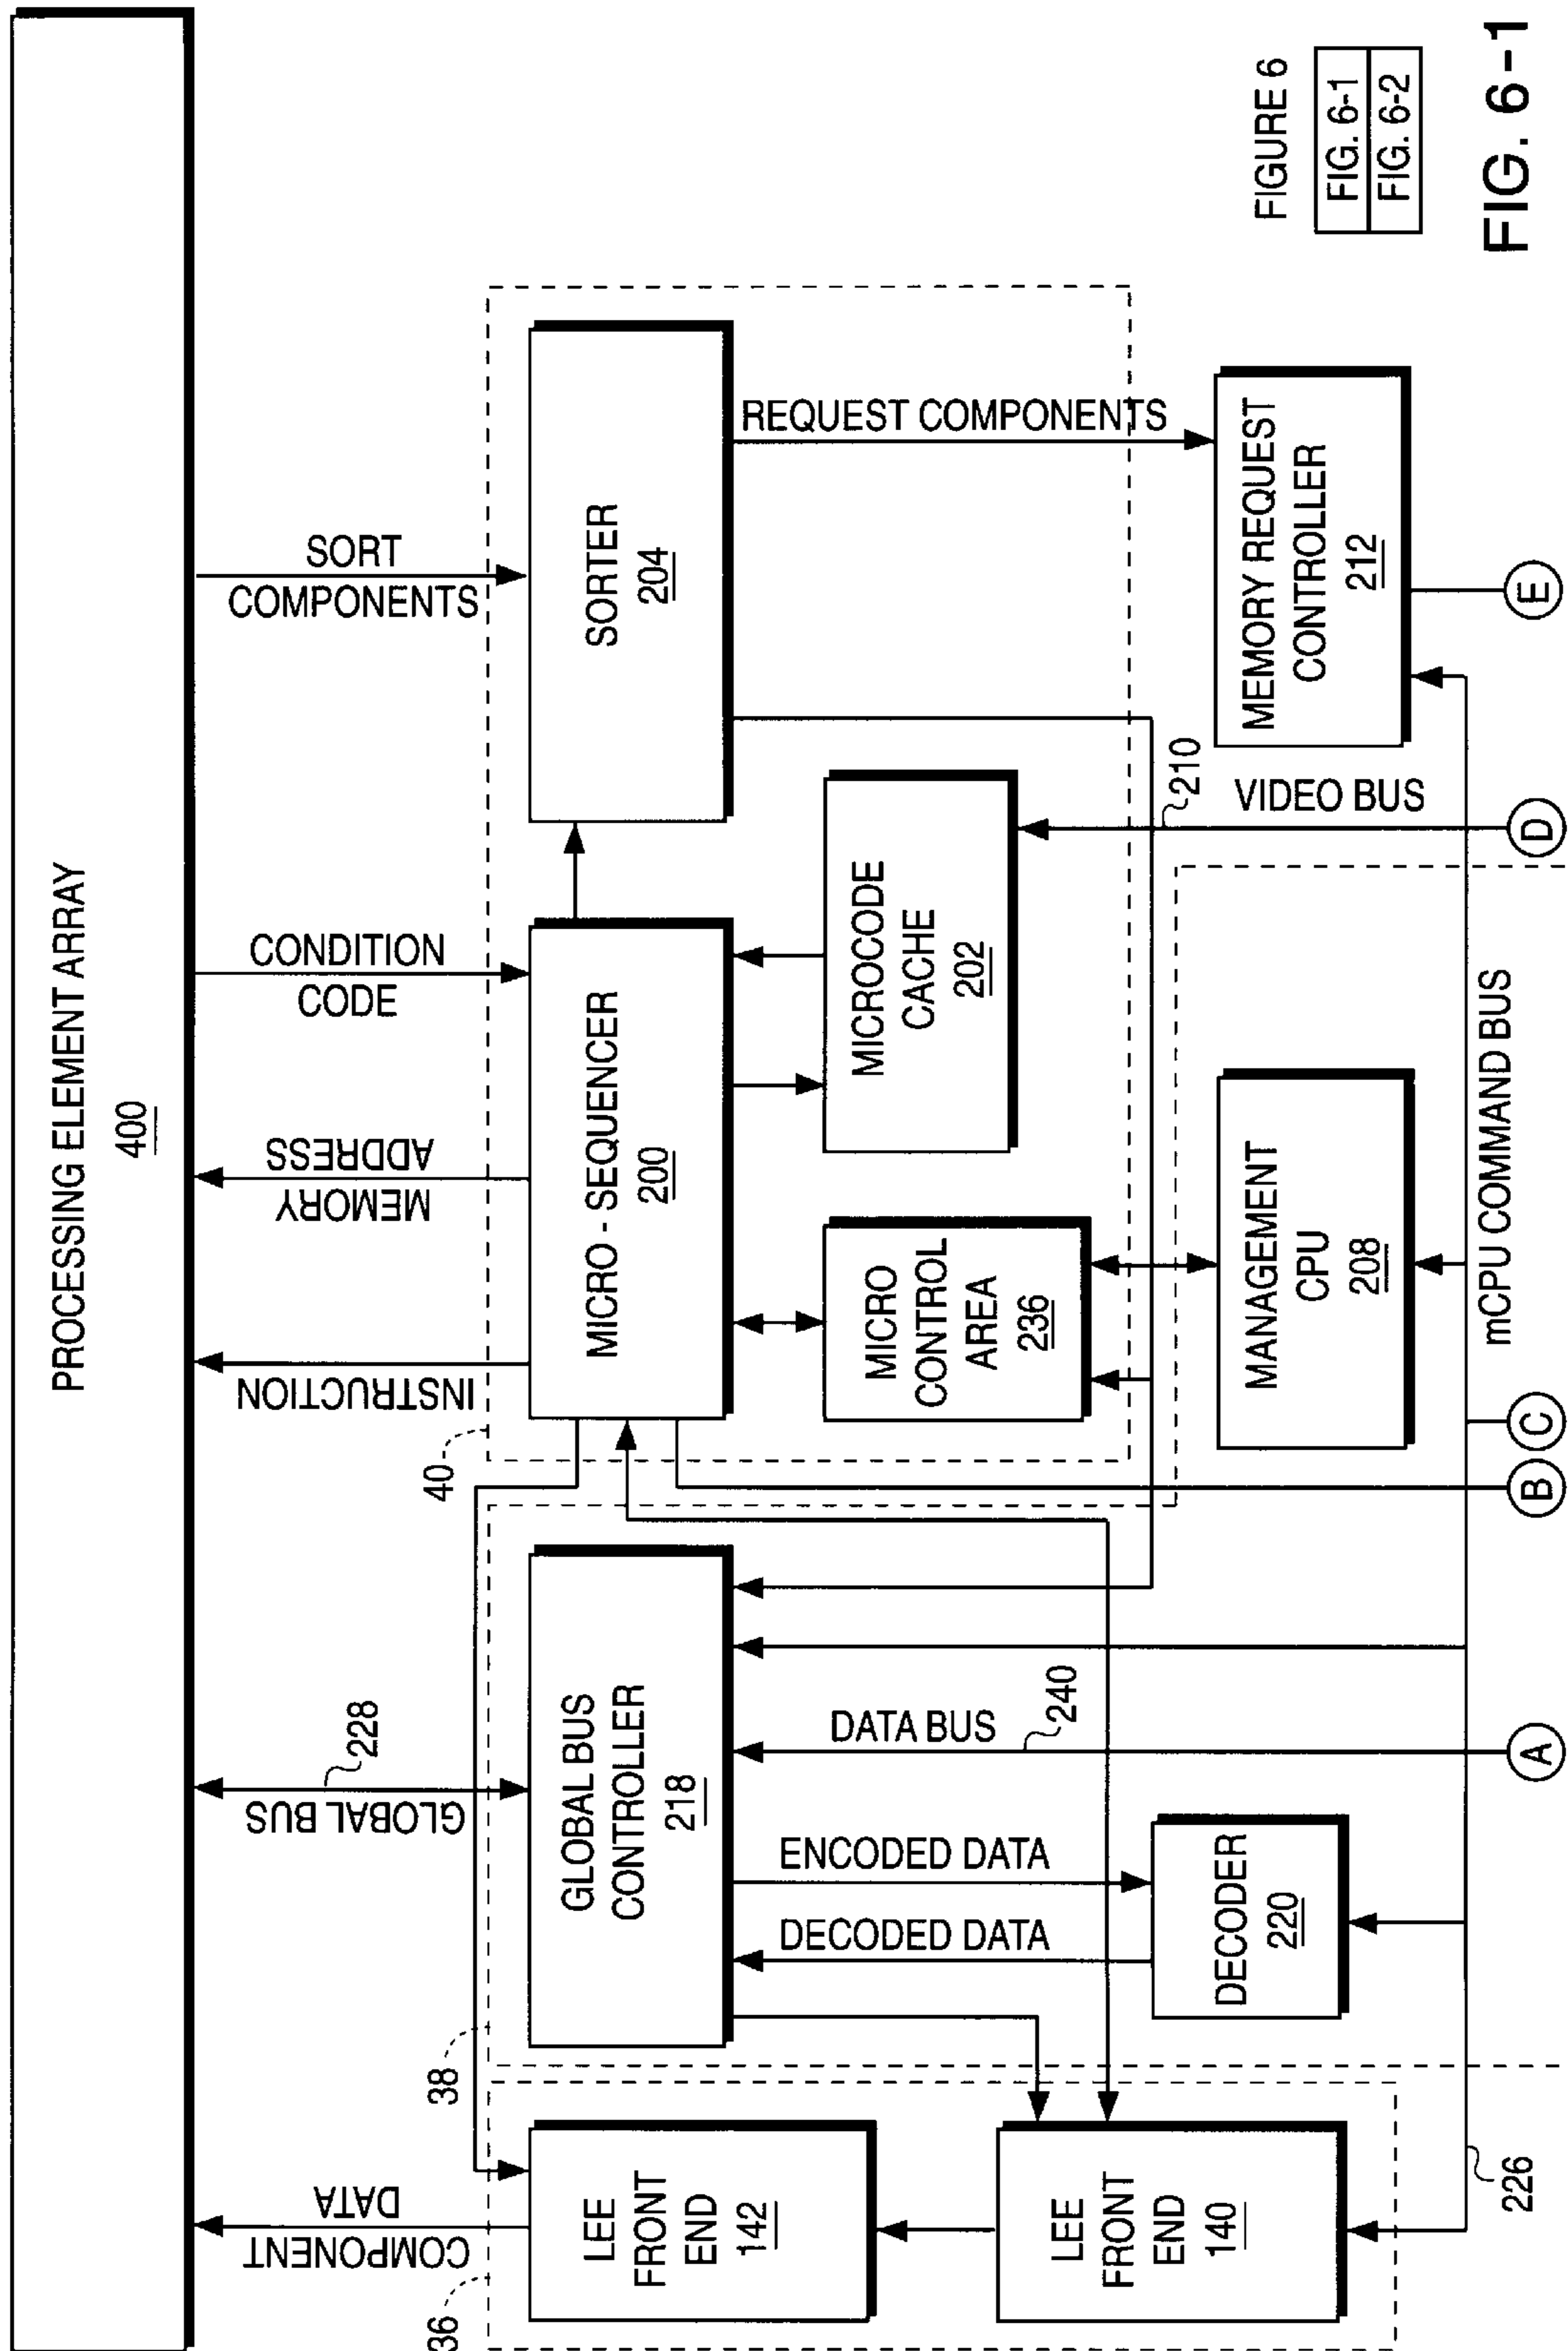 PROCESSING ELEMENT ARRAY
400
COMPONENT
DATA
GLOBAL BUS
228
INSTRUCTION
MEMORY
ADDRESS
CONDITION
CODE
SORT
COMPONENTS
36
38
40
LEE
FRONT
END
142
GLOBAL BUS
CONTROLLER
218
MICRO - SEQUENCER
200
SORTER
204
DECODED DATA
ENCODED DATA
DATA BUS
240
MICRO
CONTROL
AREA
236
MICROCODE
CACHE
202
REQUEST COMPONENTS
LEE
FRONT
END
140
DECODER
220
MANAGEMENT
CPU
208
210
VIDEO BUS
MEMORY REQUEST
CONTROLLER
212
226
mCPU COMMAND BUS
A
B
C
D
E
FIGURE 6
FIG. 6-1
FIG. 6-2
FIG. 6-1